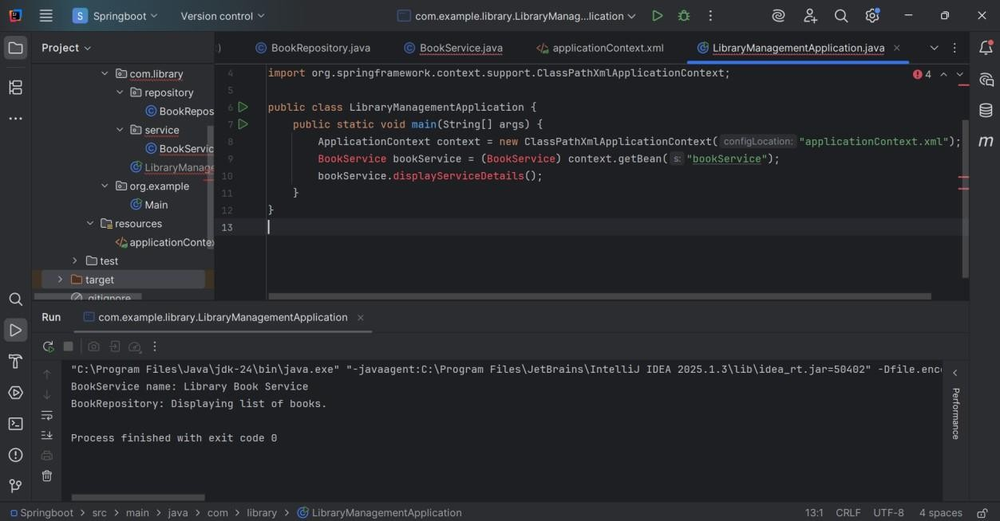 S Springboot Version control com.example.library.LibraryManag...lication
Project
BookRepository.java BookService.java applicationContext.xml LibraryManagementApplication.java
com.library
repository
BookRepos
service
BookServic
LibraryManage
org.example
Main
resources
applicationContex
test
target
.gitignore
4 import org.springframework.context.support.ClassPathXmlApplicationContext;
4
5
6 public class LibraryManagementApplication {
7 public static void main(String[] args) {
8 ApplicationContext context = new ClassPathXmlApplicationContext( configLocation: "applicationContext.xml");
9 BookService bookService = (BookService) context.getBean( s: "bookService");
10 bookService.displayServiceDetails();
11 }
12 }
13
Run com.example.library.LibraryManagementApplication
"C:\Program Files\Java\jdk-24\bin\java.exe" "-javaagent:C:\Program Files\JetBrains\IntelliJ IDEA 2025.1.3\lib\idea_rt.jar=50402" -Dfile.enc
BookService name: Library Book Service
BookRepository: Displaying list of books.
Process finished with exit code 0
Performance
Springboot > src > main > java > com > library > LibraryManagementApplication
13:1 CRLF UTF-8 4 spaces